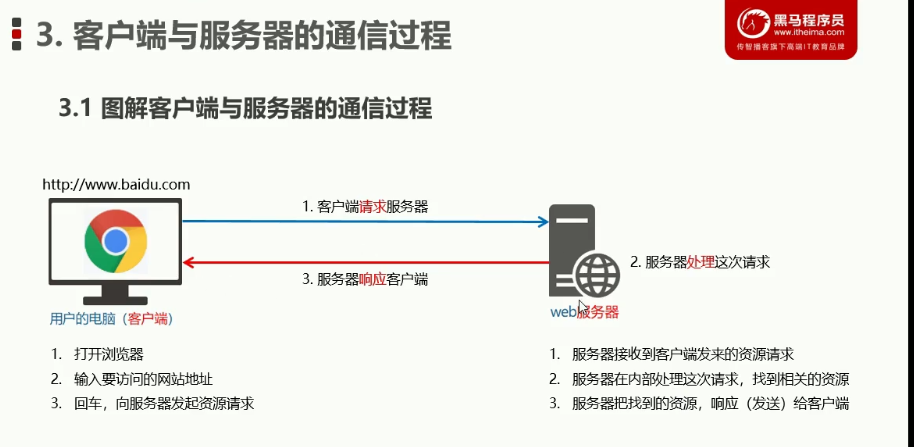 3. 客户端与服务器的通信过程
黑马程序员
www.itheima.com
传智播客旗下高端IT教育品牌
3.1 图解客户端与服务器的通信过程
http://www.baidu.com
1. 客户端请求服务器
2. 服务器处理这次请求
3. 服务器响应客户端
用户的电脑（客户端）
web服务器
1. 打开浏览器
2. 输入要访问的网站地址
3. 回车，向服务器发起资源请求
1. 服务器接收到客户端发来的资源请求
2. 服务器在内部处理这次请求，找到相关的资源
3. 服务器把找到的资源，响应（发送）给客户端